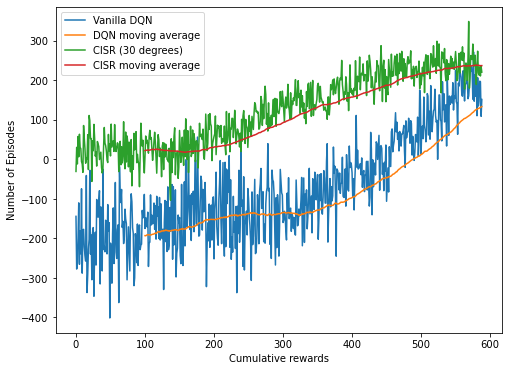 Vanilla DQN
DQN moving average
CISR (30 degrees)
CISR moving average
300
200
100
0
−100
−200
−300
−400
Number of Episodes
0
100
200
300
400
500
600
Cumulative rewards